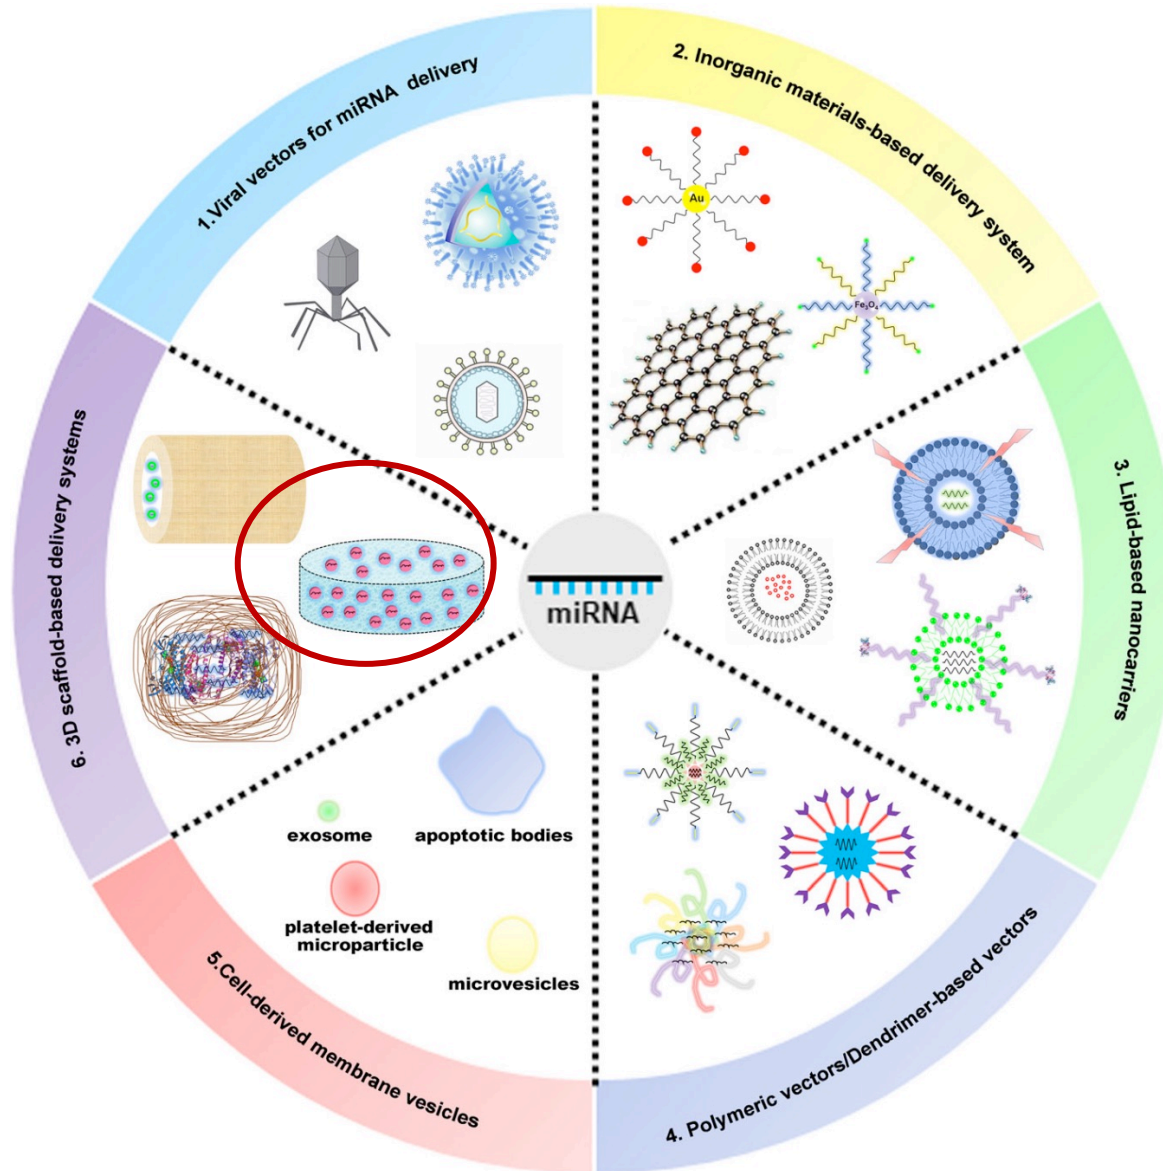 1.Viral vectors for miRNA delivery
2. Inorganic materials-based delivery system
Au
Fe3O4
3. Lipid-based nanocarriers
6. 3D scaffold-based delivery systems
miRNA
exosome
apoptotic bodies
platelet-derived
microparticle
microvesicles
5.Cell-derived membrane vesicles
4. Polymeric vectors/Dendrimer-based vectors